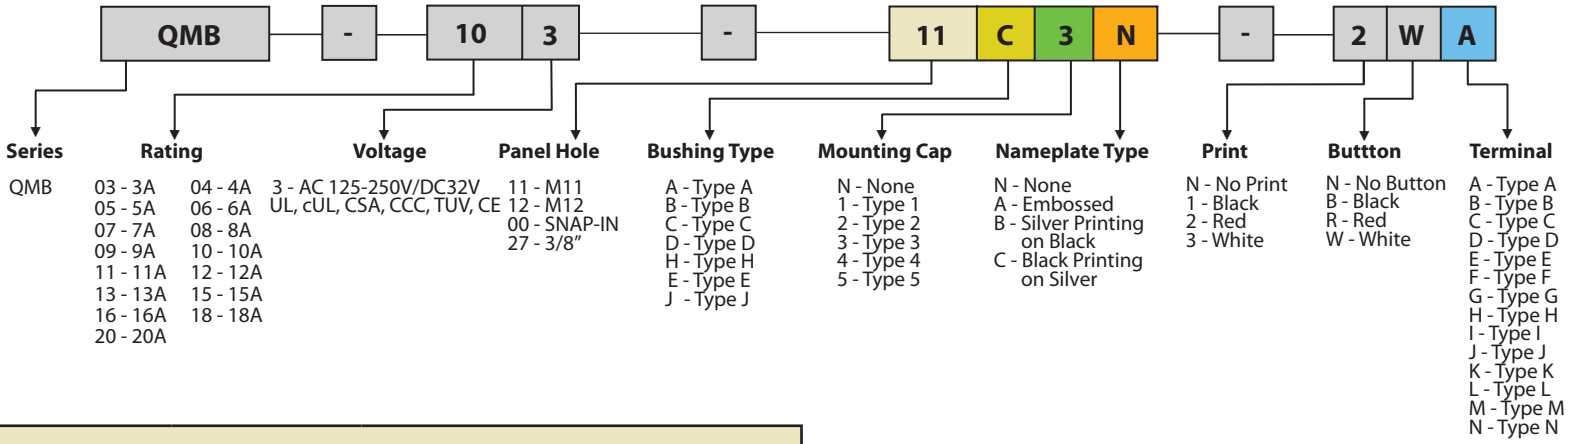 QMB - 10 3 - 11 C 3 N - 2 W A
Series
QMB
Rating
03 - 3A 04 - 4A
05 - 5A 06 - 6A
07 - 7A 08 - 8A
09 - 9A 10 - 10A
11 - 11A 12 - 12A
13 - 13A 15 - 15A
16 - 16A 18 - 18A
20 - 20A
Voltage
3 - AC 125-250V/DC32V
UL, cUL, CSA, CCC, TUV, CE
Panel Hole
11 - M11
12 - M12
00 - SNAP-IN
27 - 3/8”
Bushing Type
A - Type A
B - Type B
C - Type C
D - Type D
H - Type H
E - Type E
J - Type J
Mounting Cap
N - None
1 - Type 1
2 - Type 2
3 - Type 3
4 - Type 4
5 - Type 5
Nameplate Type
N - None
A - Embossed
B - Silver Printing
on Black
C - Black Printing
on Silver
Print
N - No Print
1 - Black
2 - Red
3 - White
Buttton
N - No Button
B - Black
R - Red
W - White
Terminal
A - Type A
B - Type B
C - Type C
D - Type D
E - Type E
F - Type F
G - Type G
H - Type H
I - Type I
J - Type J
K - Type K
L - Type L
M - Type M
N - Type N